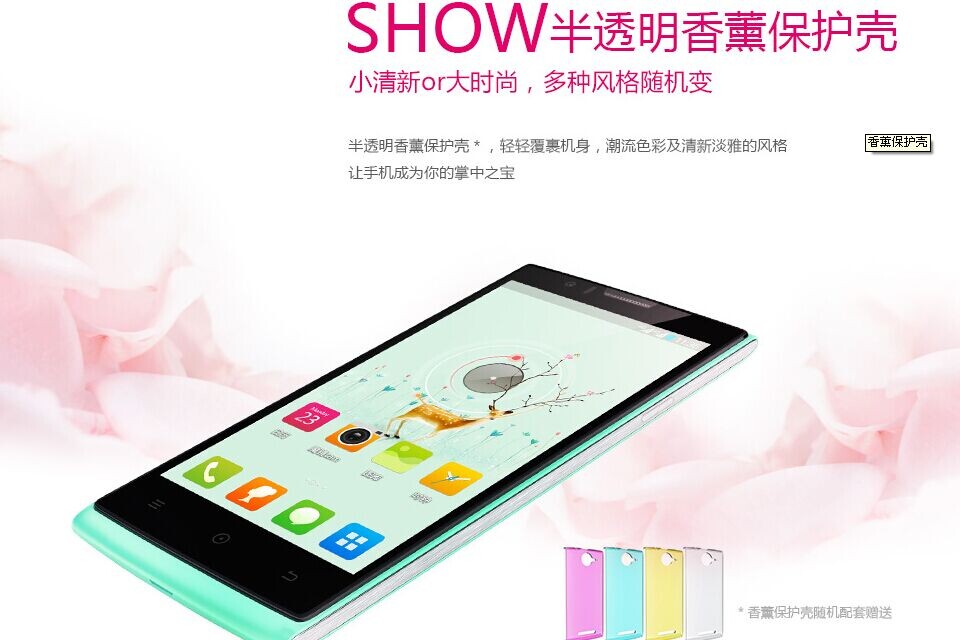 SHOW半透明香薰保护壳
小清新or大时尚，多种风格随机变
半透明香薰保护壳*，轻轻覆裹机身，潮流色彩及清新淡雅的风格
让手机成为你的掌中之宝
香薰保护壳
23
*香薰保护壳随机配套赠送